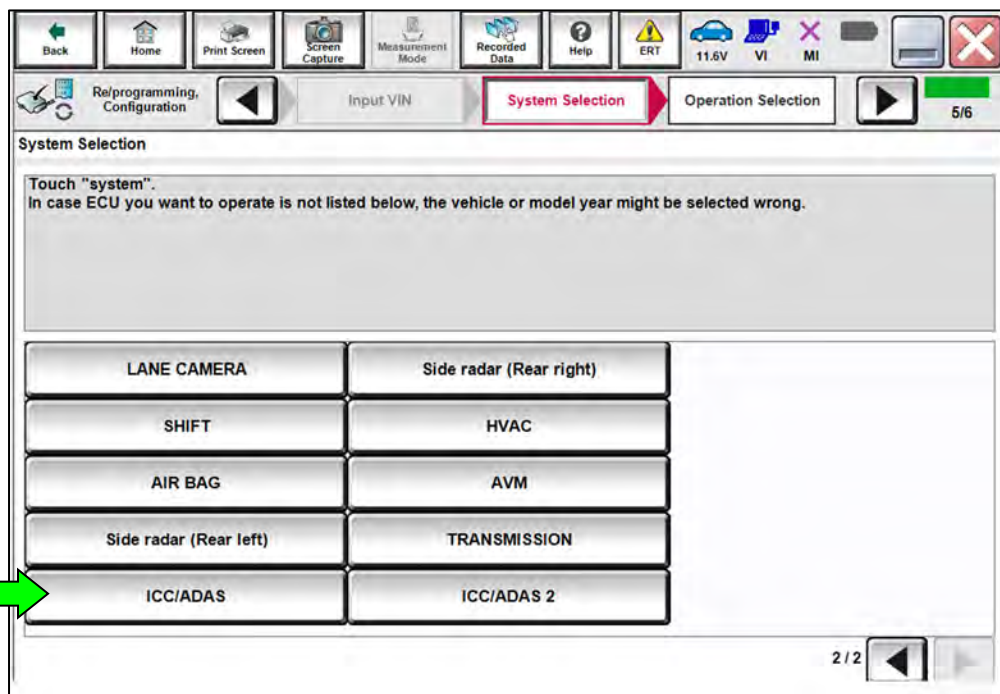 Back
Home
Print Screen
Screen
Capture
Measurement
Mode
Recorded
Data
Help
ERT
11.6V
VI
MI
Re/programming,
Configuration
Input VIN
System Selection
Operation Selection
5/6
System Selection
Touch "system".
In case ECU you want to operate is not listed below, the vehicle or model year might be selected wrong.
LANE CAMERA
Side radar (Rear right)
SHIFT
HVAC
AIR BAG
AVM
Side radar (Rear left)
TRANSMISSION
ICC/ADAS
ICC/ADAS 2
2/2